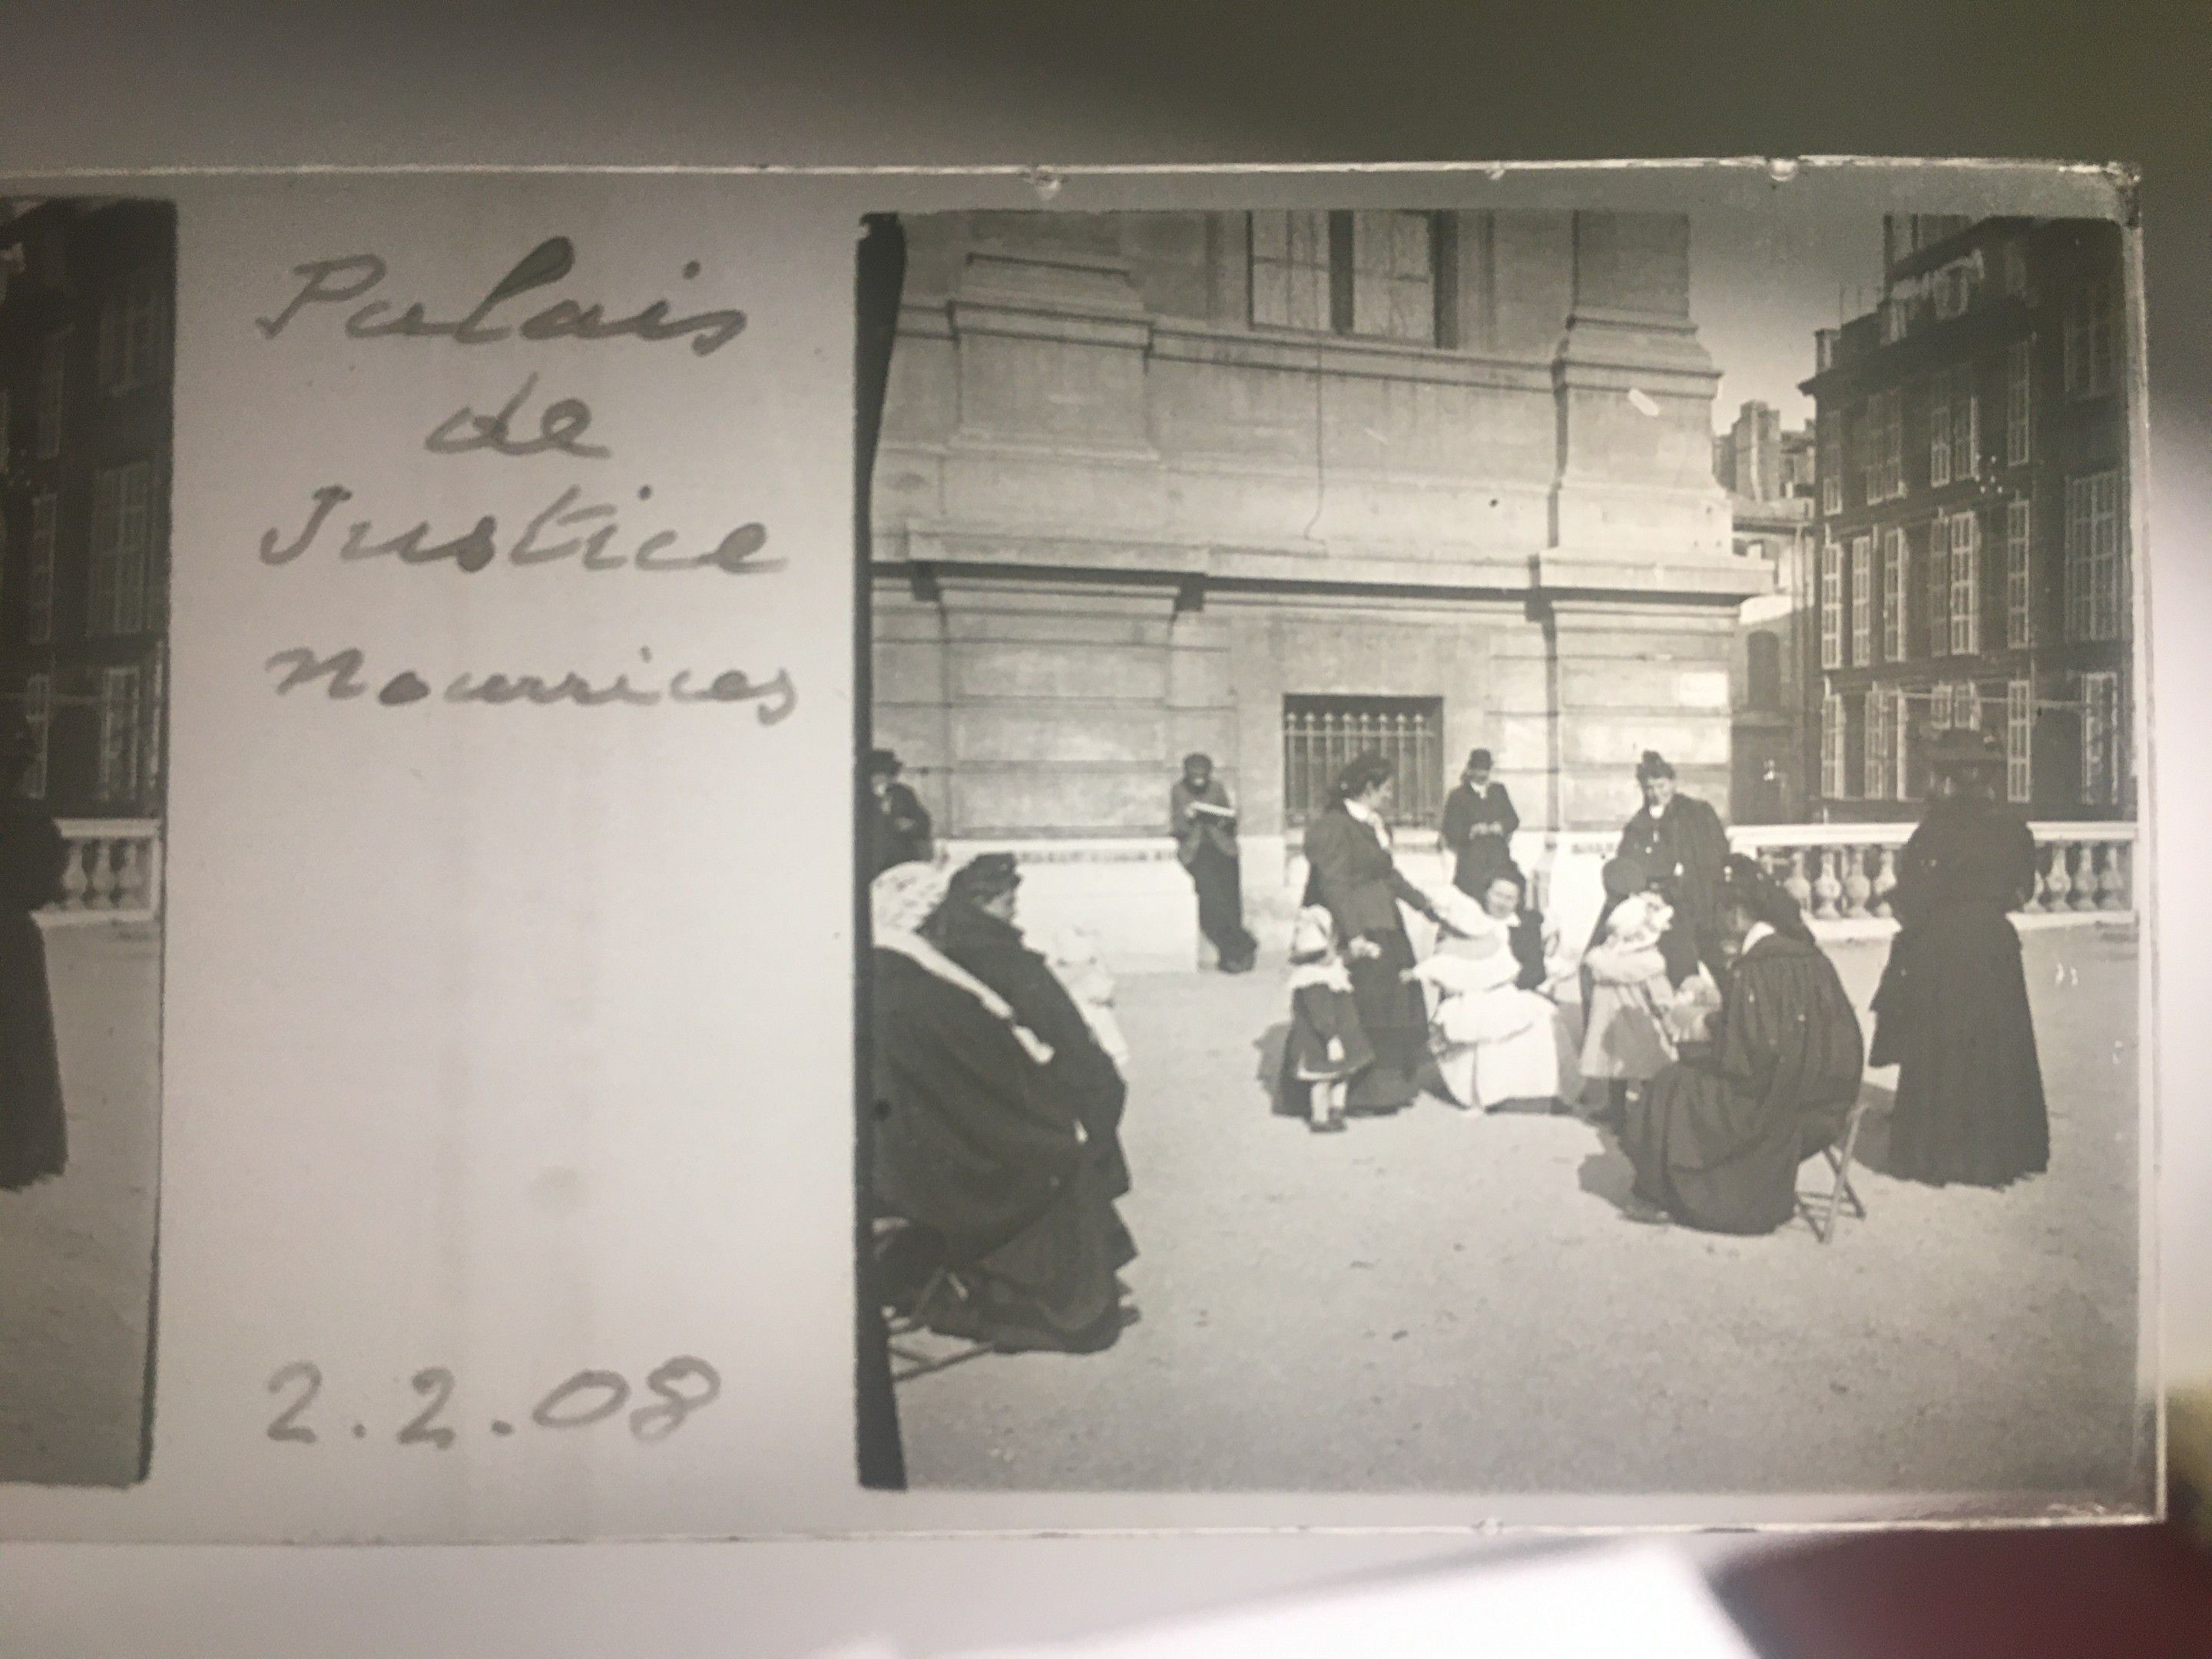 Palais
de
Justice
Nourrices
2.2.08